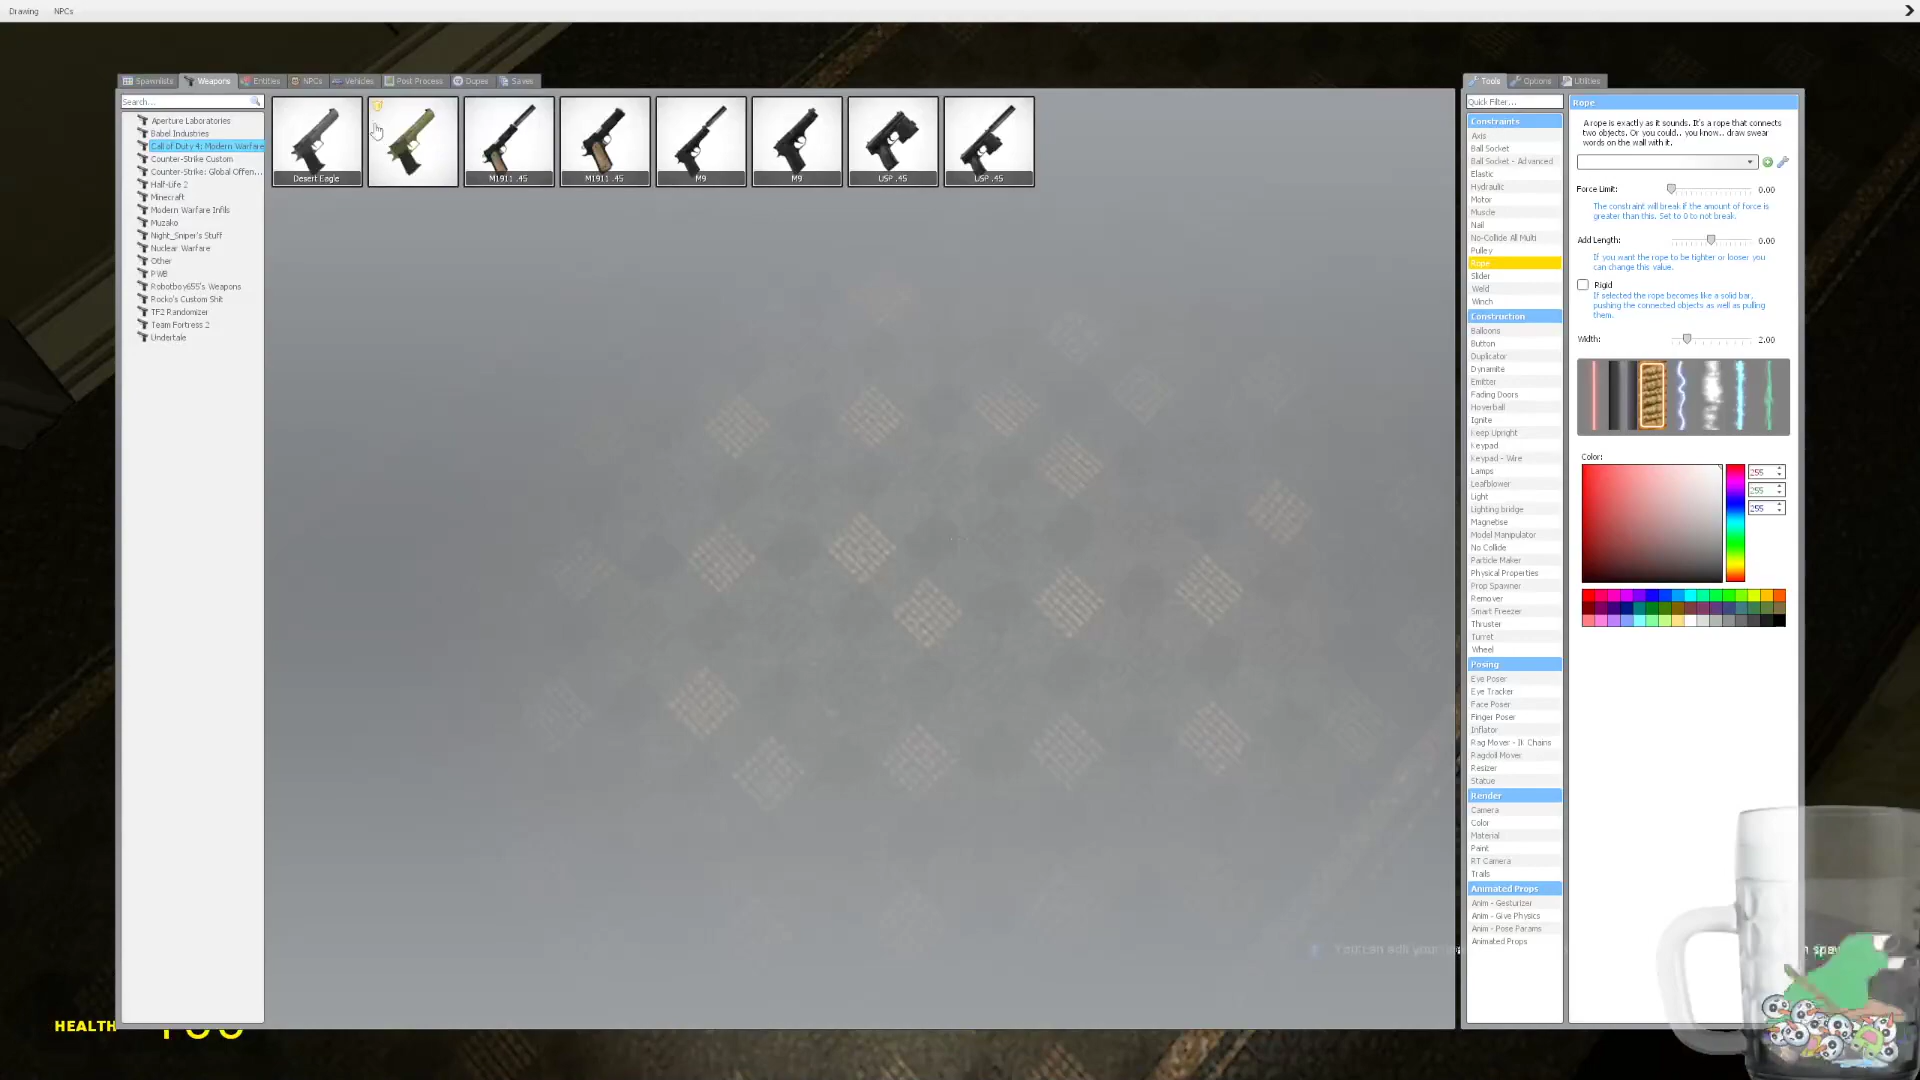 Drawing NPCs
Spawnlists Weapons Entities NPCs Vehicles Post Process Dupes Saves
Search...
Aperture Laboratories
Babel Industries
Call of Duty 4: Modern Warfare
Counter-Strike Custom
Counter-Strike: Global Offen...
Half-Life 2
Minecraft
Modern Warfare Infils
Muzako
Night_Sniper's Stuff
Nuclear Warfare
Other
PWB
Robotboy655's Weapons
Rocko's Custom Shit
TF2 Randomizer
Team Fortress 2
Undertale
Desert Eagle
M1911 .45
M1911 .45
M9
M9
USP .45
USP .45
HEALTH
Tools Options Utilities
Quick Filter...
Constraints
Axis
Ball Socket
Ball Socket - Advanced
Elastic
Hydraulic
Motor
Muscle
Nail
No-Collide All Multi
Pulley
Rope
Slider
Weld
Winch
Construction
Balloons
Button
Duplicator
Dynamite
Emitter
Fading Doors
Hoverball
Ignite
Keep Upright
Keypad
Keypad - Wire
Lamps
Leafblower
Light
Lighting bridge
Magnetise
Model Manipulator
No Collide
Particle Maker
Physical Properties
Prop Spawner
Remover
Smart Freezer
Thruster
Turret
Wheel
Posing
Eye Poser
Eye Tracker
Face Poser
Finger Poser
Inflator
Rag Mover - IK Chains
Ragdoll Mover
Resizer
Statue
Render
Camera
Color
Material
Paint
RT Camera
Trails
Animated Props
Anim - Gesturizer
Anim - Give Physics
Anim - Pose Params
Animated Props
Rope
A rope is exactly as it sounds. It's a rope that connects
two objects. Or you could.. you know.. draw swear
words on the wall with it.
Force Limit: 0.00
The constraint will break if the amount of force is
greater than this. Set to 0 to not break.
Add Length: 0.00
If you want the rope to be tighter or looser you
can change this value.
Rigid
If selected the rope becomes like a solid bar,
pushing the connected objects as well as pulling
them.
Width: 2.00
Color:
255
255
255
You can edit your